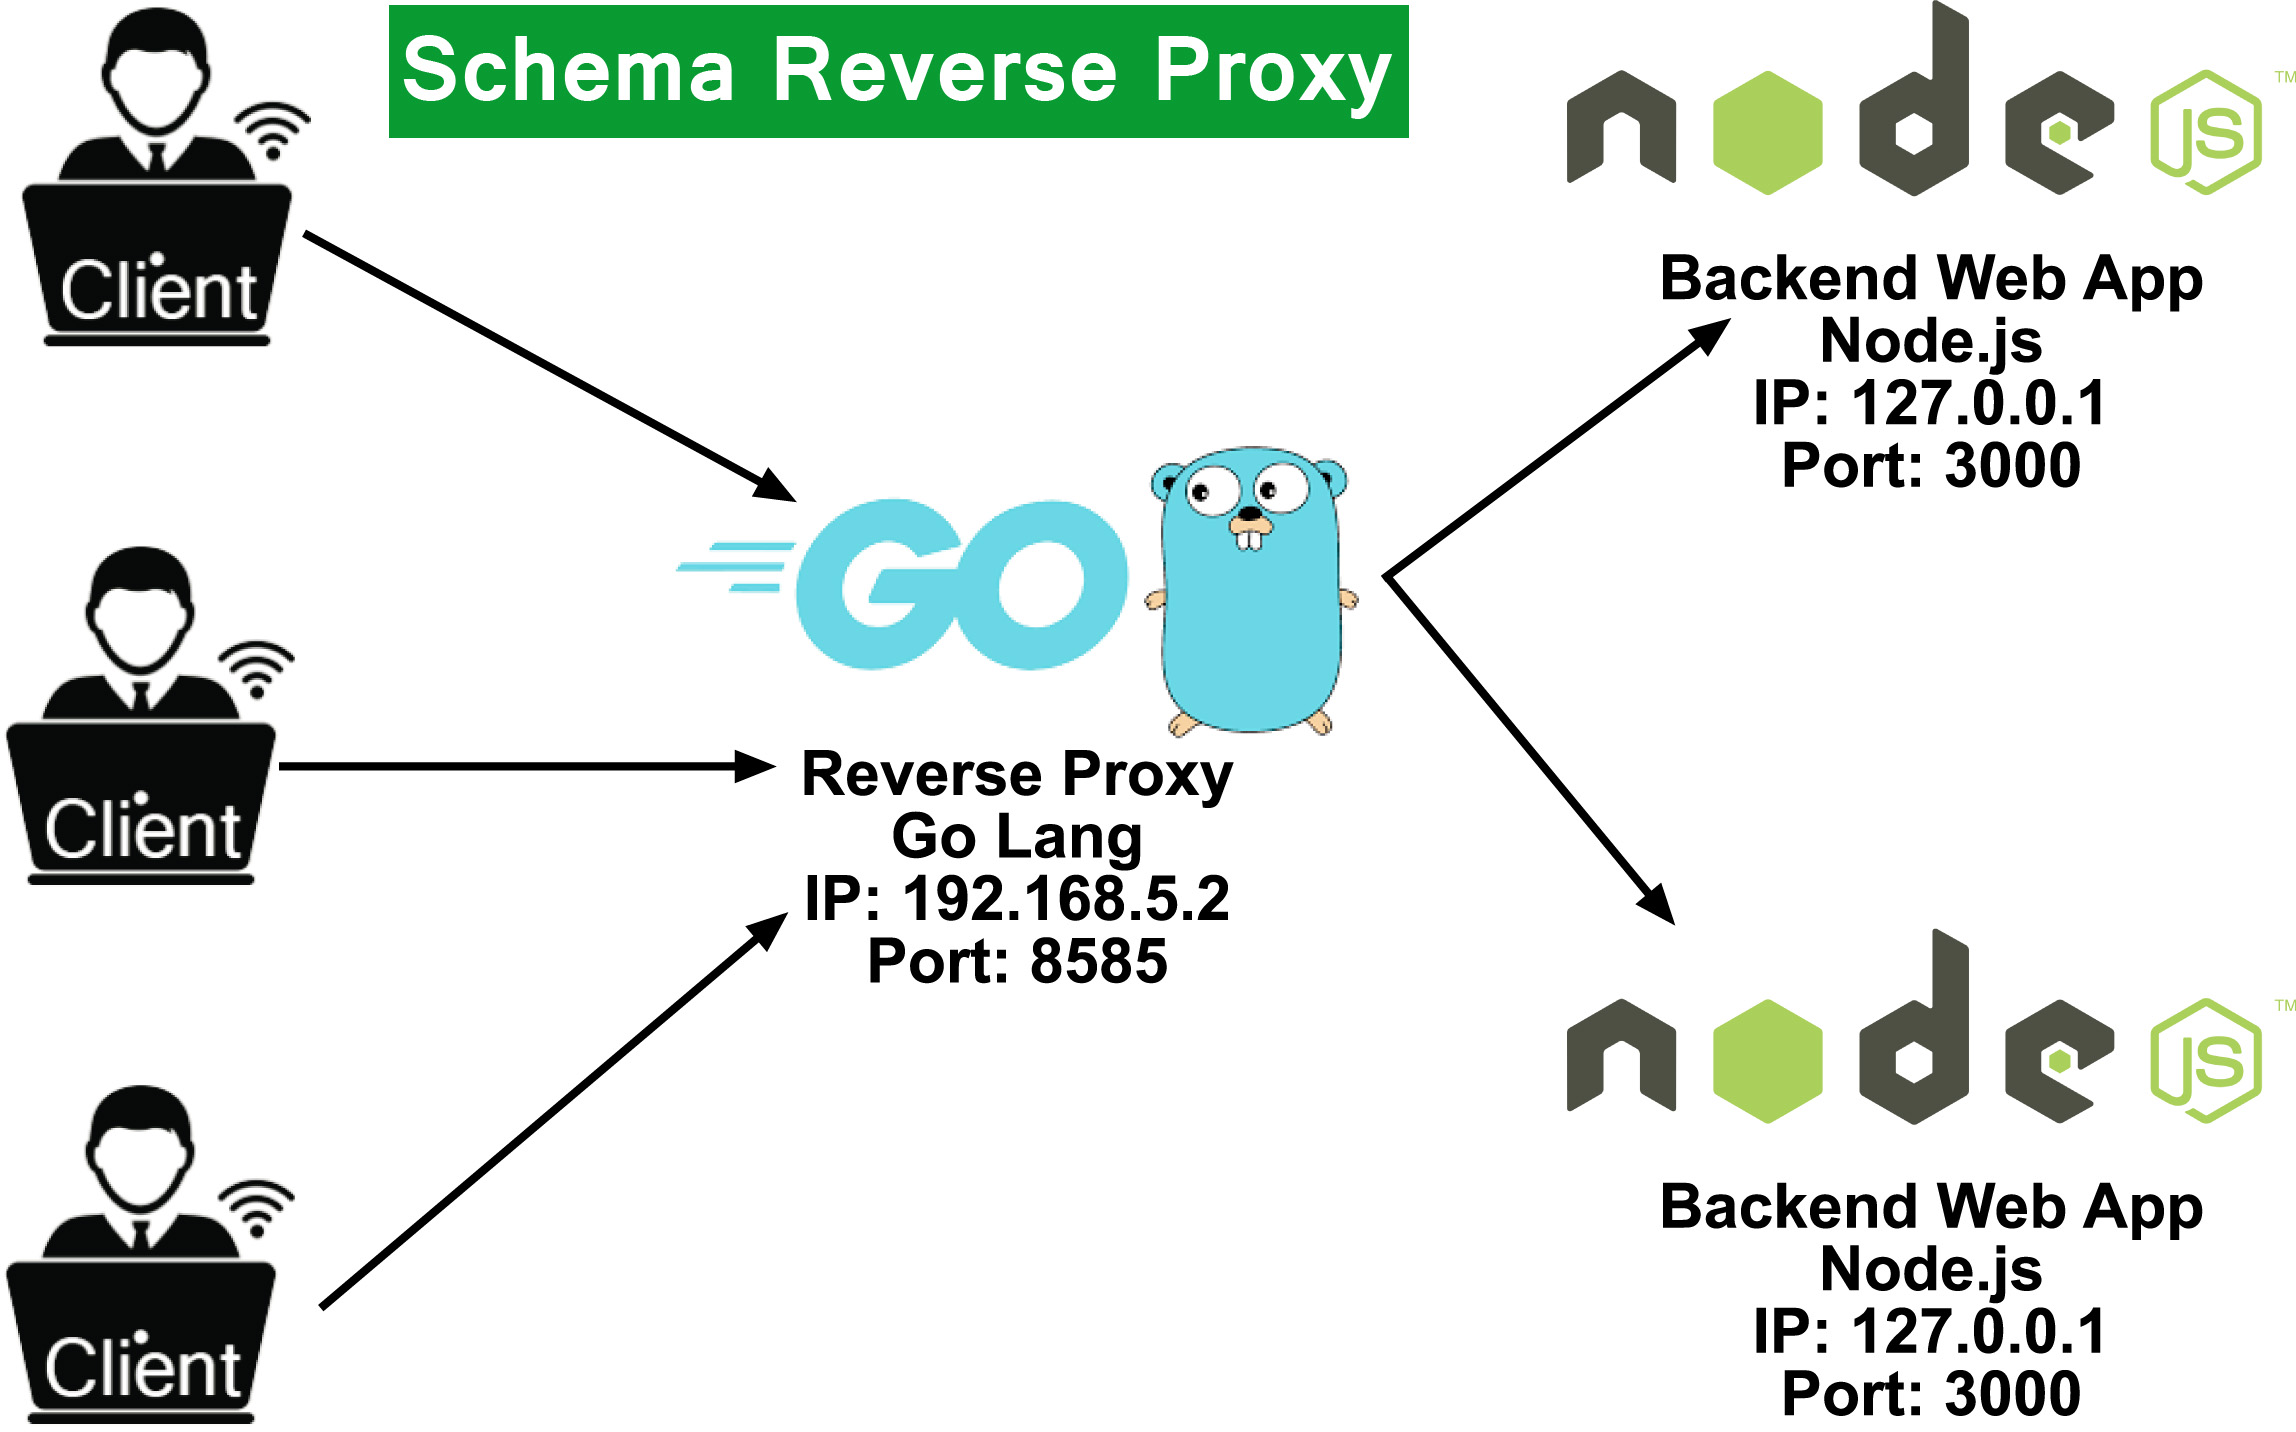 Schema Reverse Proxy
Client
Client
Client
GO
Reverse Proxy
Go Lang
IP: 192.168.5.2
Port: 8585
node JS TM
Backend Web App
Node.js
IP: 127.0.0.1
Port: 3000
node JS TM
Backend Web App
Node.js
IP: 127.0.0.1
Port: 3000